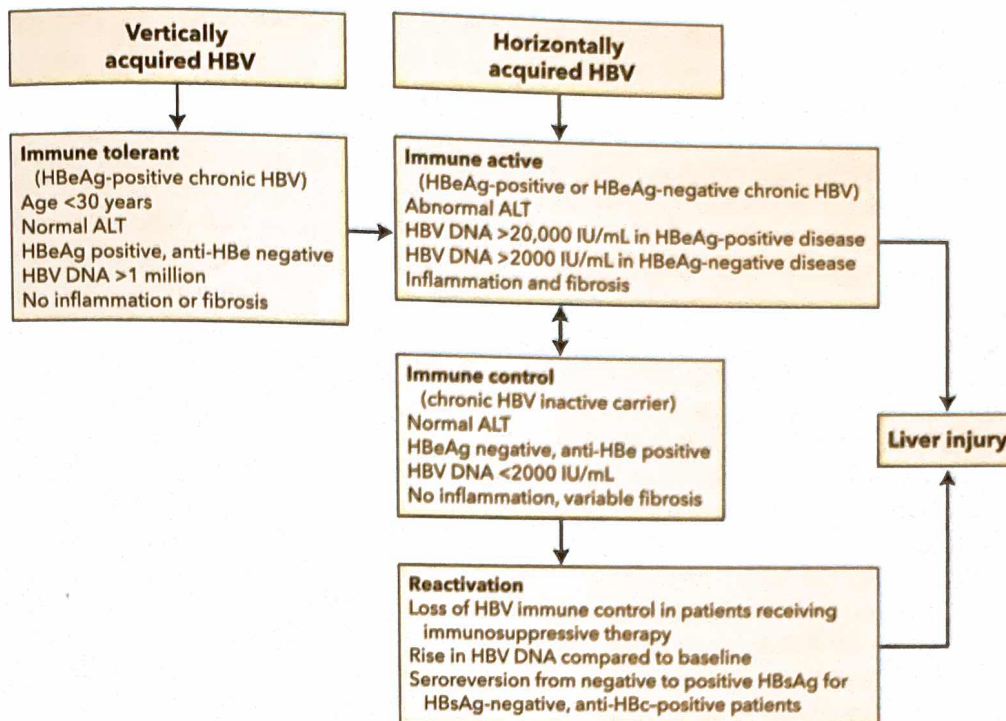 Vertically
acquired HBV
Horizontally
acquired HBV
Immune tolerant
(HBeAg-positive chronic HBV)
Age <30 years
Normal ALT
HBeAg positive, anti-HBe negative
HBV DNA >1 million
No inflammation or fibrosis
Immune active
(HBeAg-positive or HBeAg-negative chronic HBV)
Abnormal ALT
HBV DNA >20,000 IU/mL in HBeAg-positive disease
HBV DNA >2000 IU/mL in HBeAg-negative disease
Inflammation and fibrosis
Immune control
(chronic HBV inactive carrier)
Normal ALT
HBeAg negative, anti-HBe positive
HBV DNA <2000 IU/mL
No inflammation, variable fibrosis
Liver injury
Reactivation
Loss of HBV immune control in patients receiving
immunosuppressive therapy
Rise in HBV DNA compared to baseline
Seroreversion from negative to positive HBsAg for
HBsAg-negative, anti-HBc–positive patients